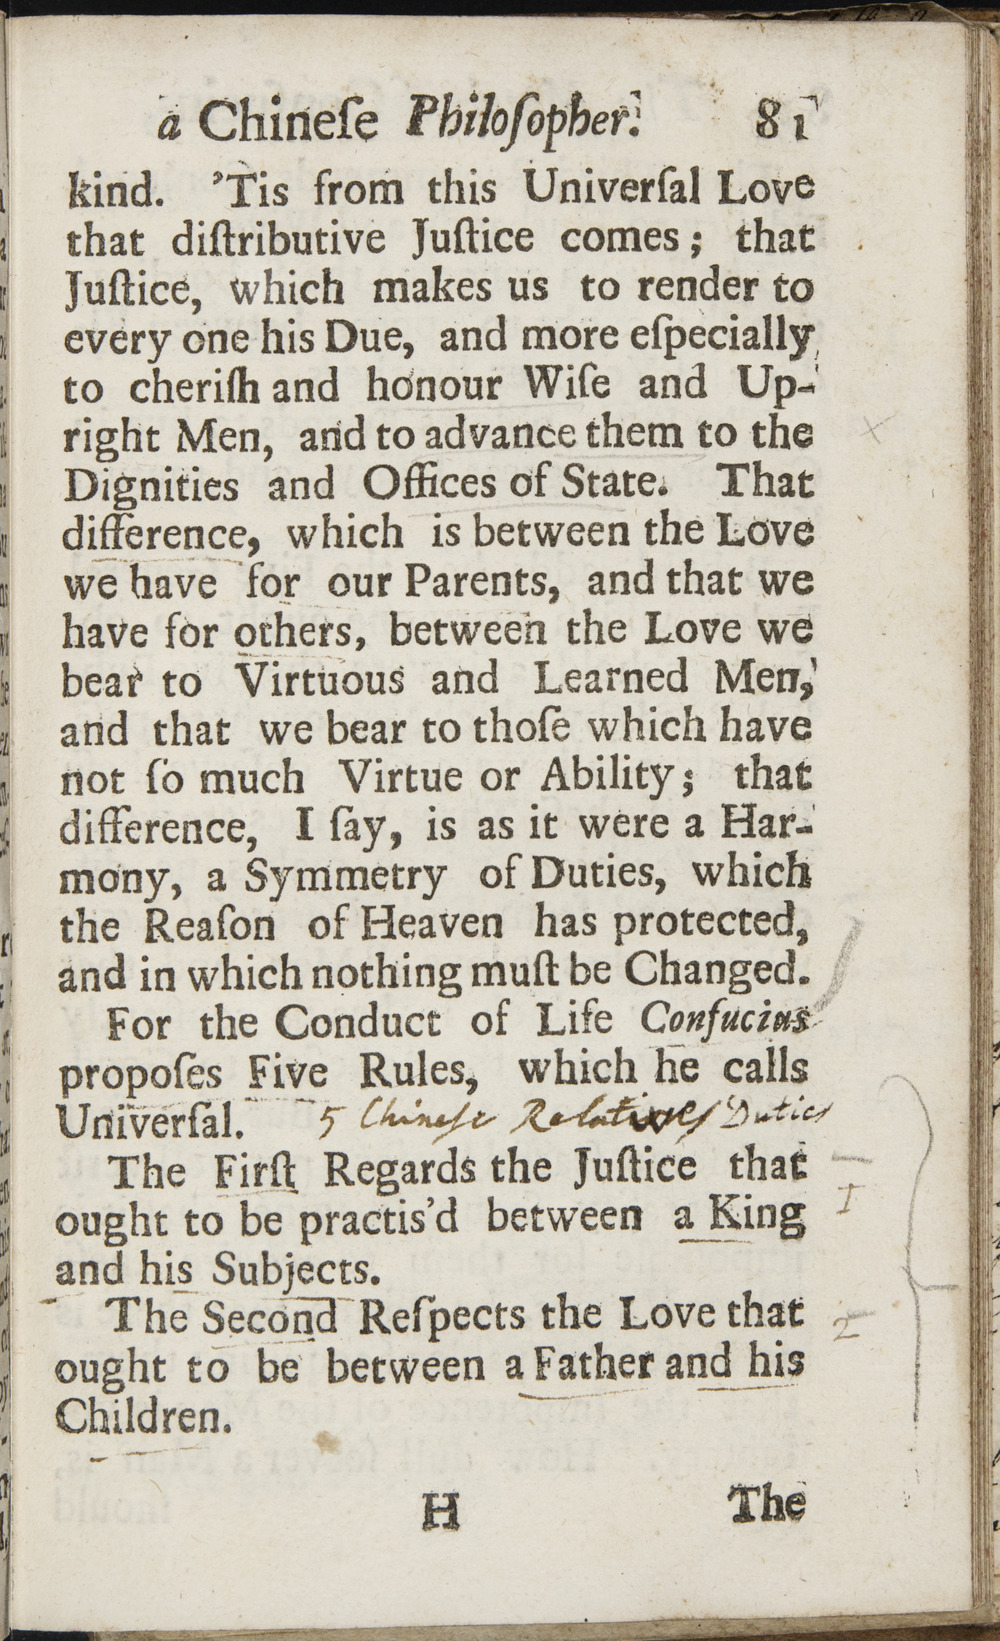 a Chineſe Philoſopher. 81
kind. ’Tis from this Univerſal Love
that diſtributive Juſtice comes; that
Juſtice, which makes us to render to
every one his Due, and more eſpecially
to cheriſh and honour Wiſe and Up-
right Men, and to advance them to the
Dignities and Offices of State. That
difference, which is between the Love
we have for our Parents, and that we
have for others, between the Love we
bear to Virtuous and Learned Men,
and that we bear to thoſe which have
not ſo much Virtue or Ability; that
difference, I ſay, is as it were a Har-
mony, a Symmetry of Duties, which
the Reaſon of Heaven has protected,
and in which nothing muſt be Changed.
For the Conduct of Life Confucius
propoſes Five Rules, which he calls
Univerſal. 5 Chineſe Relatives Duties
The Firſt Regards the Juſtice that
ought to be practis’d between a King 1
and his Subjects.
The Second Reſpects the Love that 2
ought to be between a Father and his
Children.
H The